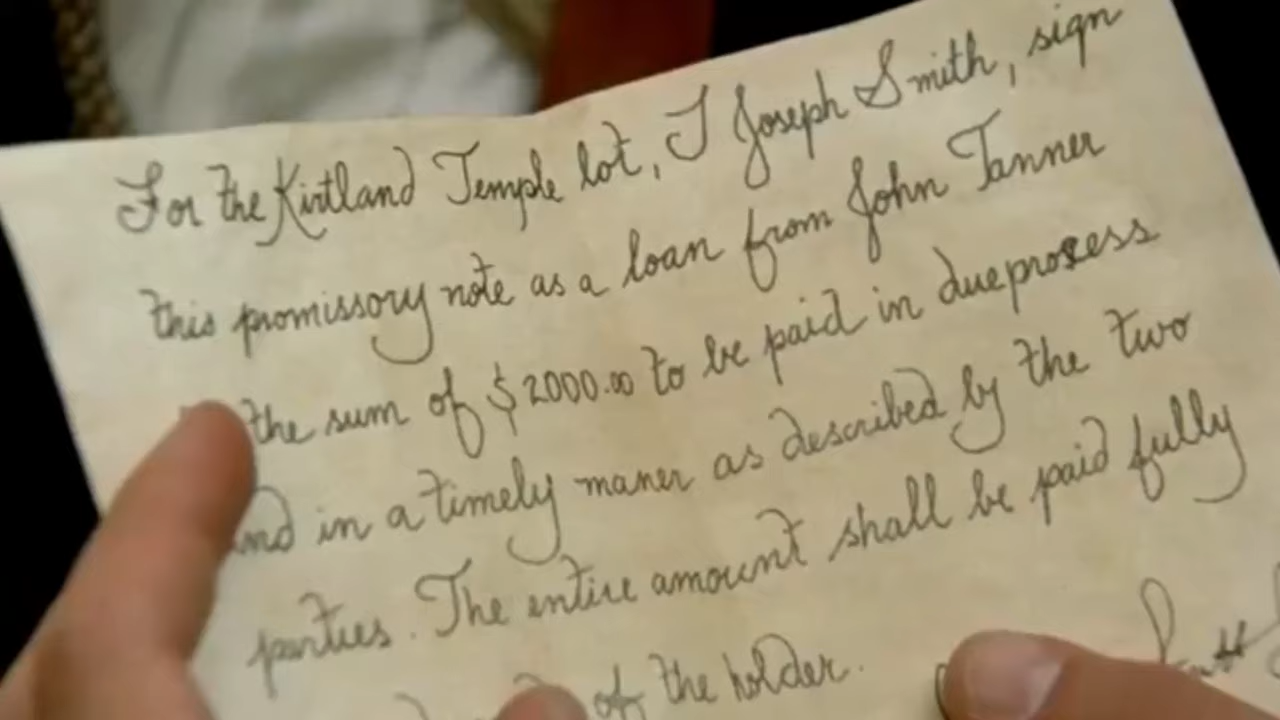 For the Kirtland Temple lot, I Joseph Smith, sign
this promissory note as a loan from John Tanner
the sum of $2000.00 to be paid in dueprosess
and in a timely maner as described by the two
parties. The entire amount shall be paid fully
of the holder.